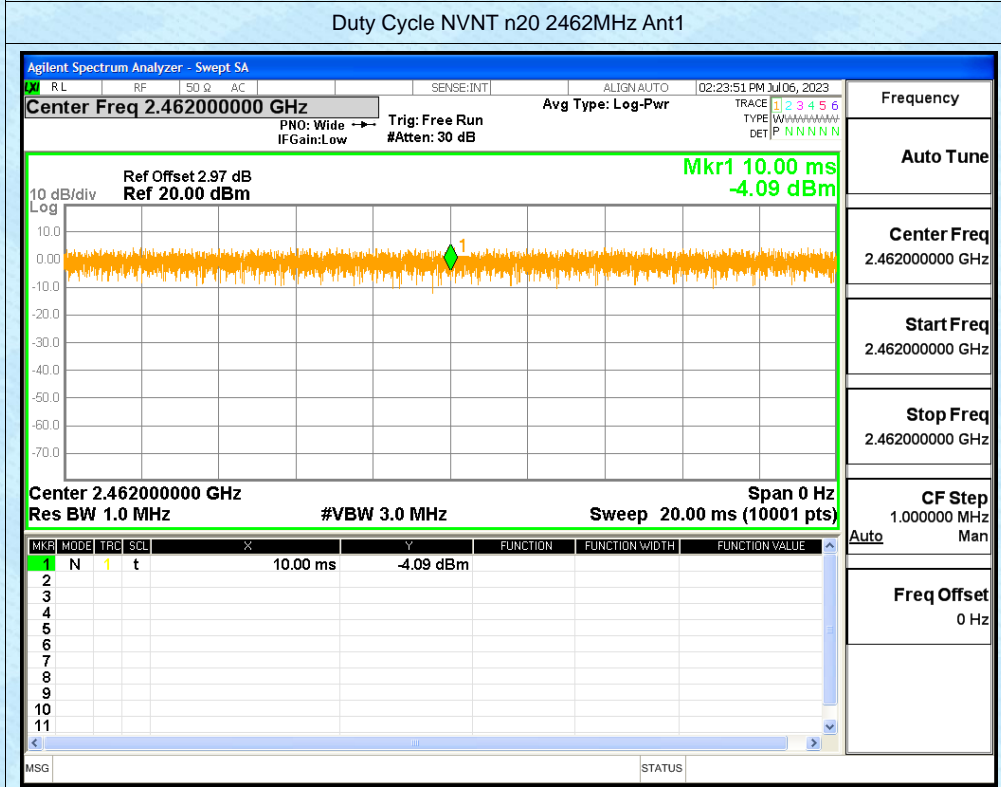 Duty Cycle NVNT n20 2462MHz Ant1
Agilent Spectrum Analyzer - Swept SA
LXI RL RF 50 Ω AC SENSE:INT ALIGN AUTO 02:23:51 PM Jul 06, 2023
Center Freq 2.462000000 GHz
PNO: Wide
IFGain:Low
Trig: Free Run
#Atten: 30 dB
Avg Type: Log-Pwr
TRACE 1 2 3 4 5 6
TYPE WWWWWW
DET P N N N N N
Mkr1 10.00 ms
-4.09 dBm
Ref Offset 2.97 dB
10 dB/div Ref 20.00 dBm
Log
10.0
0.00
-10.0
-20.0
-30.0
-40.0
-50.0
-60.0
-70.0
1
Center 2.462000000 GHz Span 0 Hz
Res BW 1.0 MHz #VBW 3.0 MHz Sweep 20.00 ms (10001 pts)
MKR MODE TRC SCL X Y FUNCTION FUNCTION WIDTH FUNCTION VALUE
1 N 1 t 10.00 ms -4.09 dBm
2
3
4
5
6
7
8
9
10
11
MSG STATUS
Frequency
Auto Tune
Center Freq
2.462000000 GHz
Start Freq
2.462000000 GHz
Stop Freq
2.462000000 GHz
CF Step
1.000000 MHz
Auto Man
Freq Offset
0 Hz